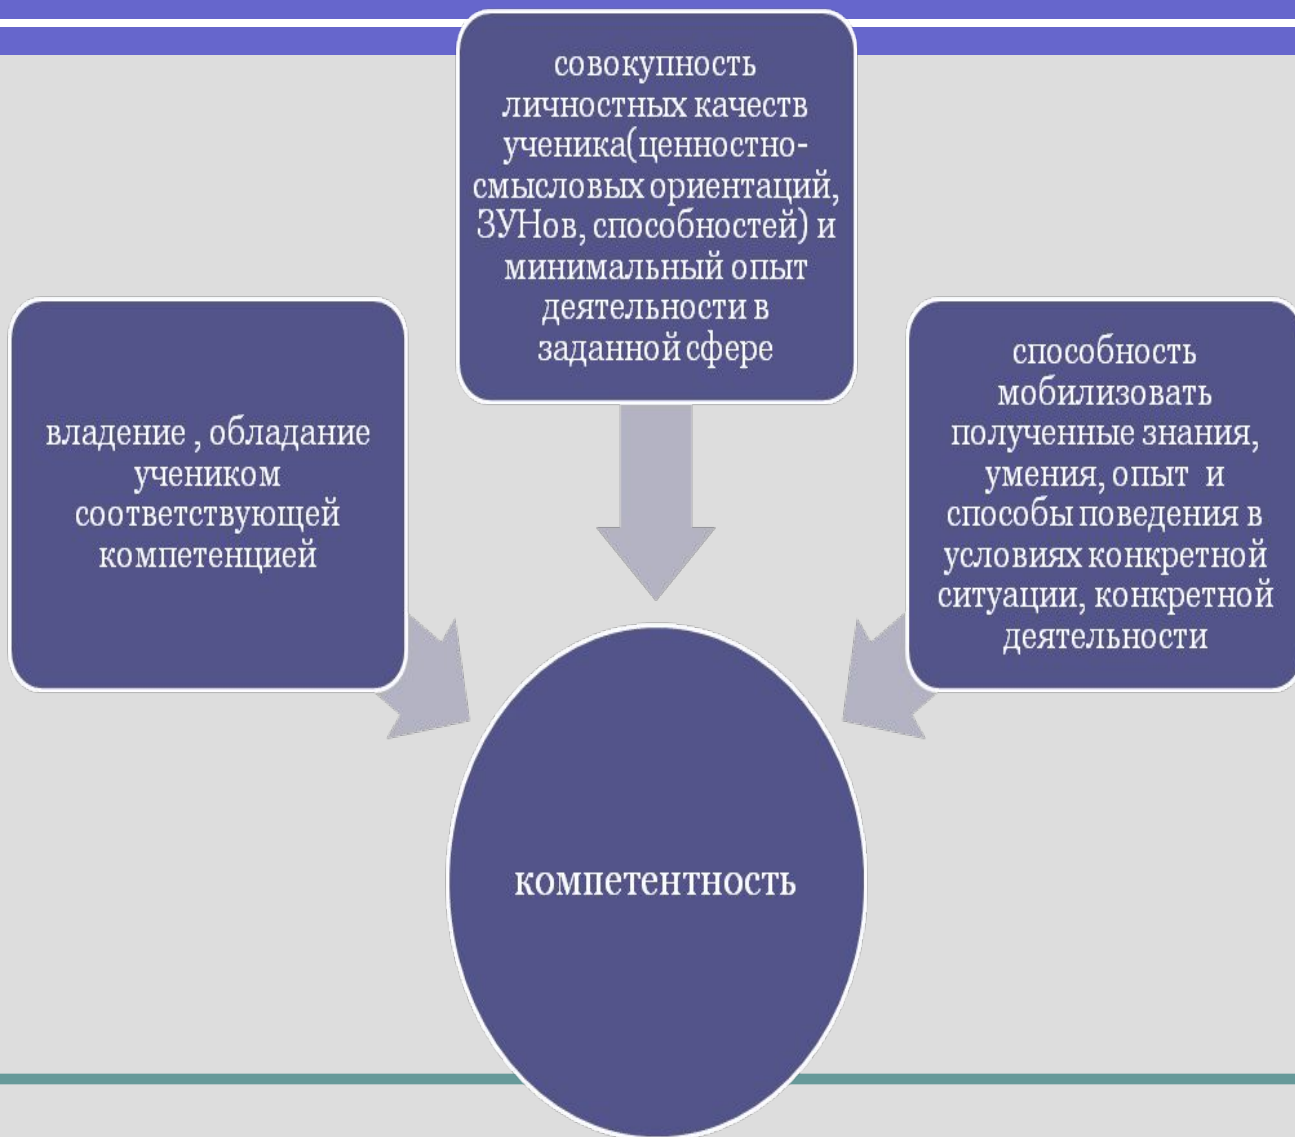 совокупность
личностных качеств
ученика(ценностно-
смысловых ориентаций,
ЗУНов, способностей) и
минимальный опыт
деятельности в
заданной сфере
владение , обладание
учеником
соответствующей
компетенцией
способность
мобилизовать
полученные знания,
умения, опыт  и
способы поведения в
условиях конкретной
ситуации, конкретной
деятельности
компетентность